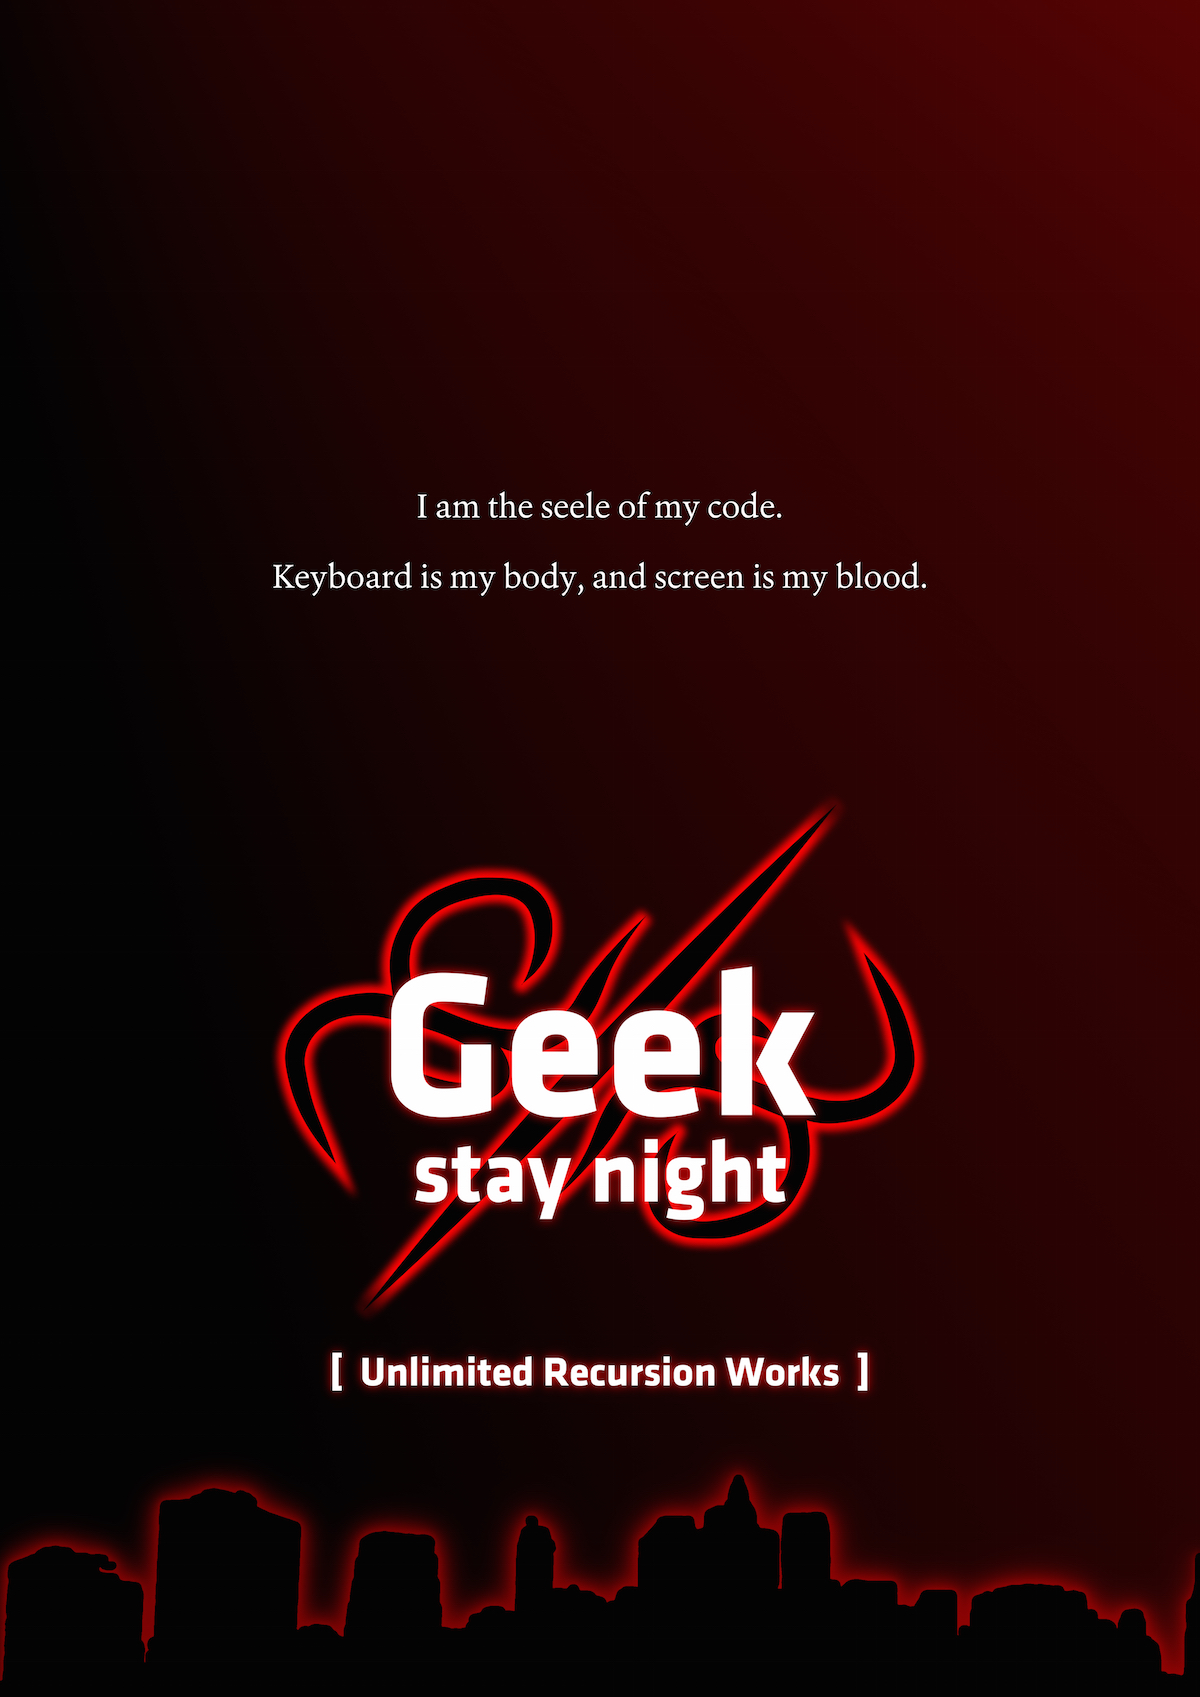 I am the seele of my code.
Keyboard is my body, and screen is my blood.
Geek
stay night
[ Unlimited Recursion Works ]